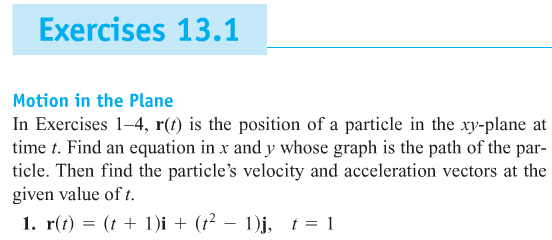 Exercises 13.1
Motion in the Plane
In Exercises 1–4, r(t) is the position of a particle in the xy-plane at
time t. Find an equation in x and y whose graph is the path of the par-
ticle. Then find the particle's velocity and acceleration vectors at the
given value of t.
1. r(t) = (t + 1)i + (t² − 1)j, t = 1